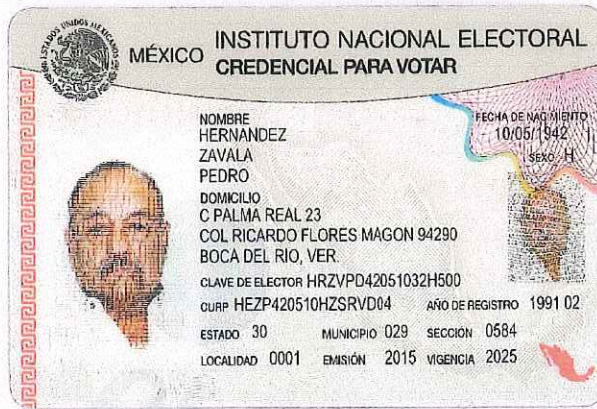 ESTADOS UNIDOS MEXICANOS
MÉXICO INSTITUTO NACIONAL ELECTORAL
CREDENCIAL PARA VOTAR
NOMBRE
HERNANDEZ
ZAVALA
PEDRO
FECHA DE NACIMIENTO
10/05/1942
SEXO H
DOMICILIO
C PALMA REAL 23
COL RICARDO FLORES MAGON 94290
BOCA DEL RIO, VER.
CLAVE DE ELECTOR HRZVPD42051032H500
CURP HEZP420510HZSRVD04 AÑO DE REGISTRO 1991 02
ESTADO 30 MUNICIPIO 029 SECCIÓN 0584
LOCALIDAD 0001 EMISIÓN 2015 VIGENCIA 2025